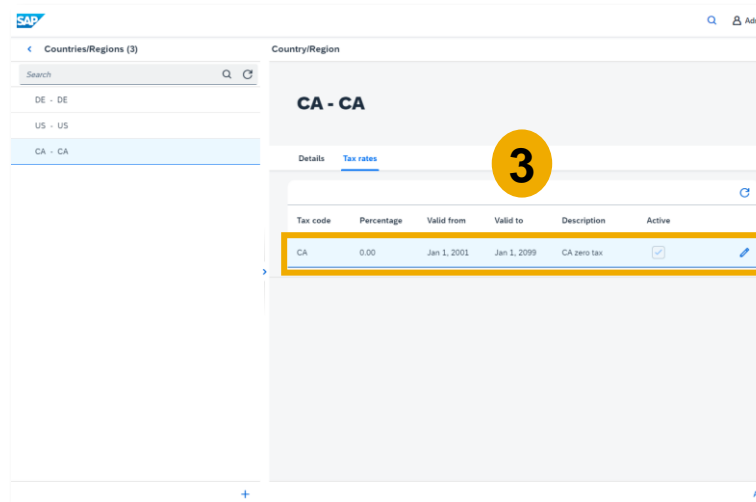 SAP
Adm
Countries/Regions (3)
Country/Region
Search
DE - DE
US - US
CA - CA
CA - CA
Details Tax rates
3
Tax code Percentage Valid from Valid to Description Active
CA 0.00 Jan 1, 2001 Jan 1, 2099 CA zero tax